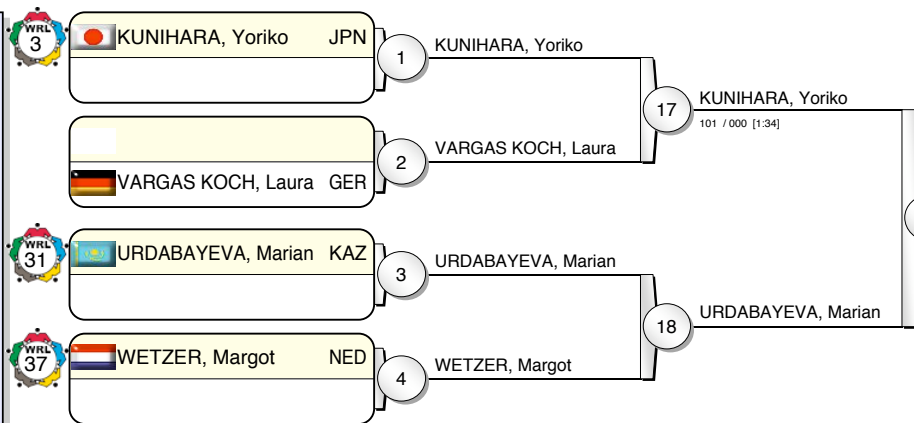 WRL
3
KUNIHARA, Yoriko JPN
1
KUNIHARA, Yoriko
17
KUNIHARA, Yoriko
101 / 000 [1:34]
2
VARGAS KOCH, Laura
VARGAS KOCH, Laura GER
WRL
31
URDABAYEVA, Marian KAZ
3
URDABAYEVA, Marian
18
URDABAYEVA, Marian
WRL
37
WETZER, Margot NED
4
WETZER, Margot